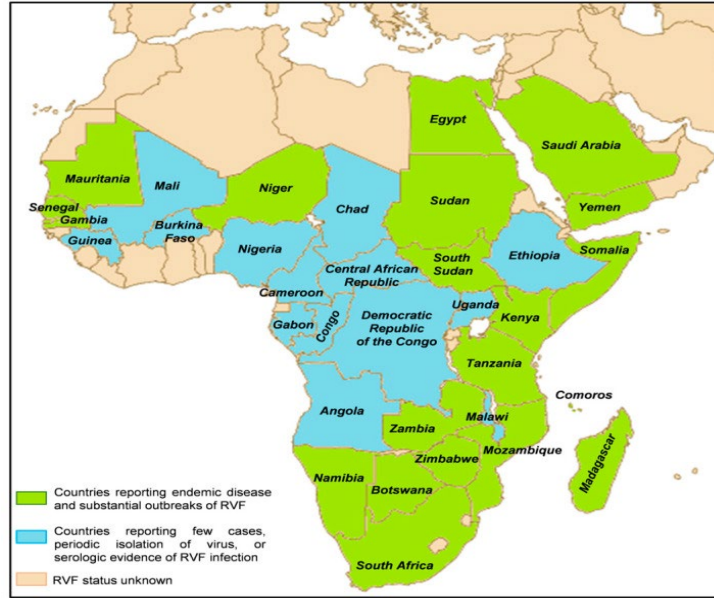 Egypt
Saudi Arabia
Mauritania
Mali
Niger
Chad
Sudan
Yemen
Senegal
Gambia
Guinea
Burkina
Faso
Nigeria
South
Sudan
Ethiopia
Somalia
Central African
Republic
Cameroon
Uganda
Gabon
Congo
Democratic
Republic
of the Congo
Kenya
Tanzania
Comoros
Angola
Malawi
Zambia
Mozambique
Zimbabwe
Madagascar
Namibia
Botswana
South Africa
Countries reporting endemic disease
and substantial outbreaks of RVF
Countries reporting few cases,
periodic isolation of virus, or
serologic evidence of RVF infection
RVF status unknown